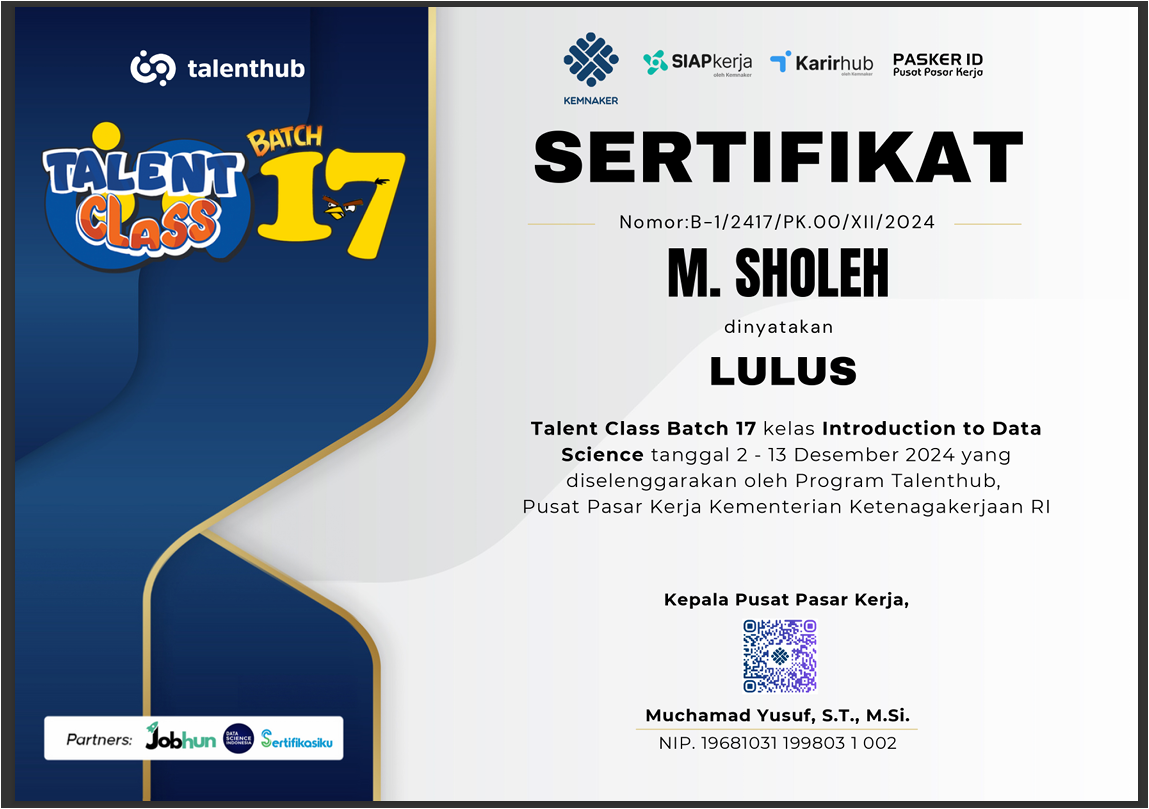 talenthub
TALENT
CLASS
BATCH
17
KEMNAKER
SIAPkerja
oleh Kemnaker
Karirhub
oleh Kemnaker
PASKER ID
Pusat Pasar Kerja
SERTIFIKAT
Nomor:B-1/2417/PK.00/XII/2024
M. SHOLEH
dinyatakan
LULUS
Talent Class Batch 17 kelas Introduction to Data
Science tanggal 2 - 13 Desember 2024 yang
diselenggarakan oleh Program Talenthub,
Pusat Pasar Kerja Kementerian Ketenagakerjaan RI
Kepala Pusat Pasar Kerja,
Muchamad Yusuf, S.T., M.Si.
NIP. 19681031 199803 1 002
Partners:
Jobhun
DATA
SCIENCE
INDONESIA
Sertifikasiku